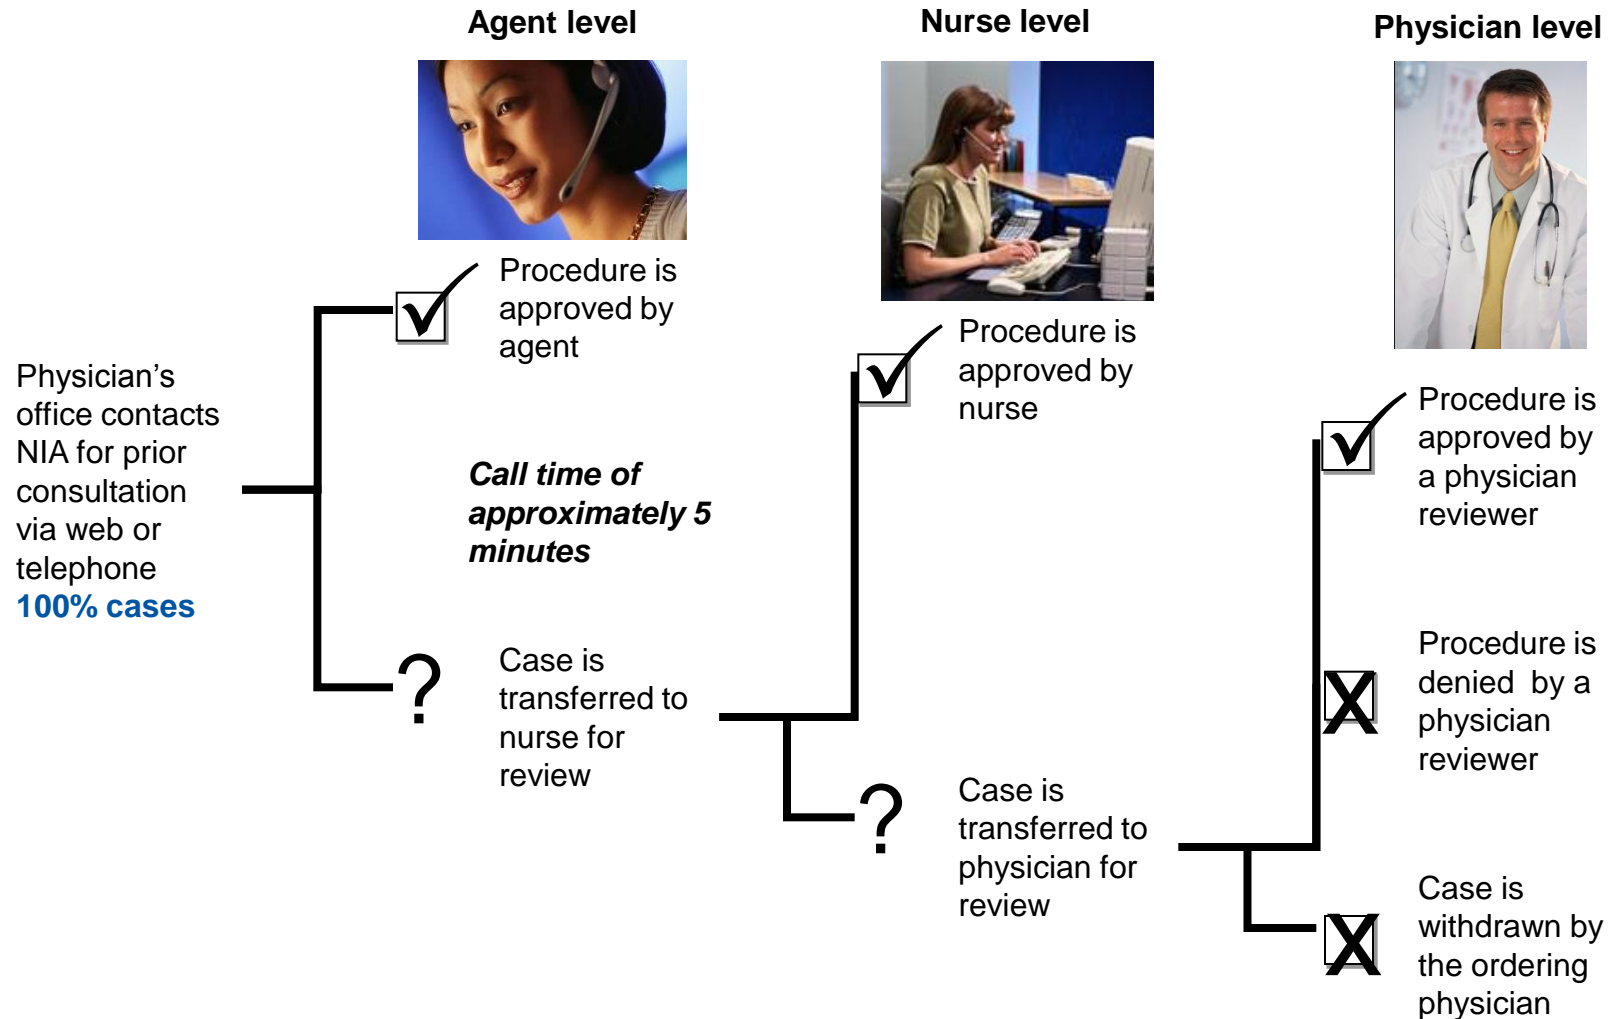 Agent level
Nurse level
Physician level
Procedure is
approved by
agent
Procedure is
approved by
nurse
Physician’s
office contacts
NIA for prior
consultation
via web or
telephone
100% cases
Procedure is
approved by
a physician
reviewer
Call time of
approximately 5
minutes
Case is
transferred to
nurse for
review
?
Procedure is
denied  by a
physician
reviewer
X
Case is
transferred to
physician for
review
?
Case is
withdrawn by
the ordering
physician
X